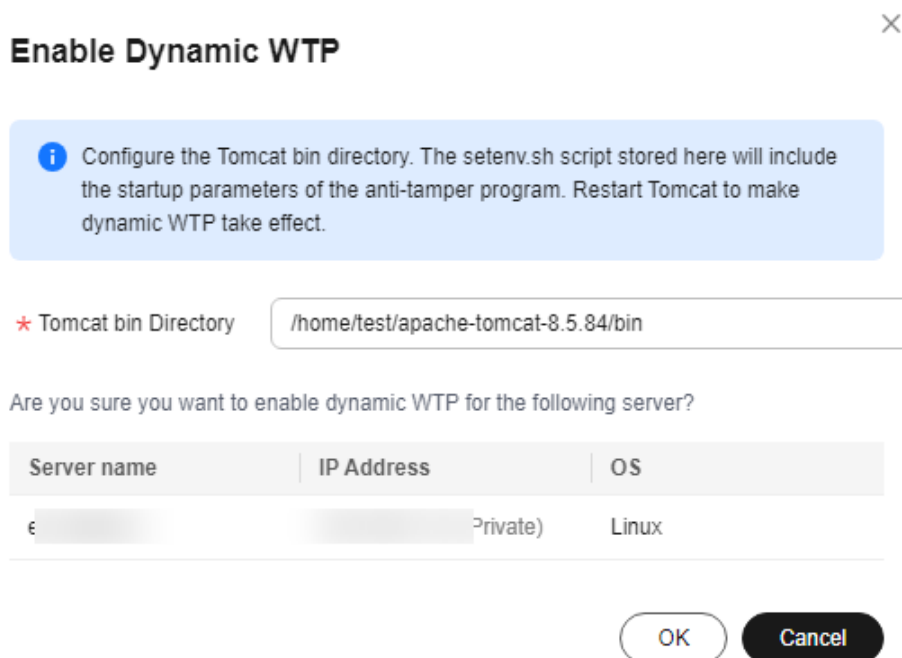 Enable Dynamic WTP
Configure the Tomcat bin directory. The setenv.sh script stored here will include
the startup parameters of the anti-tamper program. Restart Tomcat to make
dynamic WTP take effect.
* Tomcat bin Directory /home/test/apache-tomcat-8.5.84/bin
Are you sure you want to enable dynamic WTP for the following server?
Server name IP Address OS
Private) Linux
OK Cancel